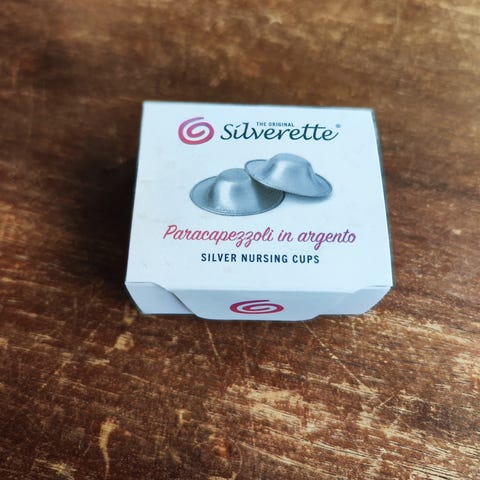 THE ORIGINAL
Silverette®
Paracapezzoli in argento
SILVER NURSING CUPS